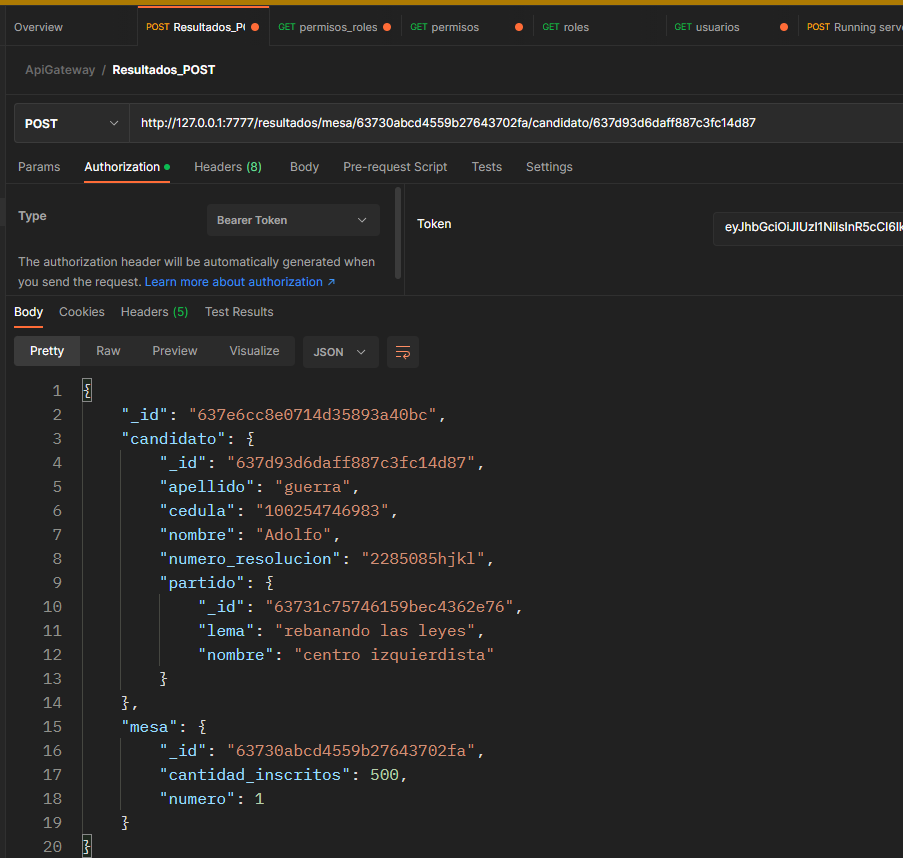 Overview
POST Resultados_P(
GET permisos_roles
GET permisos
GET roles
GET usuarios
POST Running serv
ApiGateway / Resultados_POST
POST
http://127.0.0.1:7777/resultados/mesa/63730abcd4559b27643702fa/candidato/637d93d6daff887c3fc14d87
Params Authorization Headers (8) Body Pre-request Script Tests Settings
Type
Bearer Token
Token
eyJhbGciOiJIUzI1NiIsInR5cCI6Ik
The authorization header will be automatically generated when
you send the request. Learn more about authorization ↗
Body Cookies Headers (5) Test Results
Pretty Raw Preview Visualize JSON
1 {
2 "_id": "637e6cc8e0714d35893a40bc",
3 "candidato": {
4 "_id": "637d93d6daff887c3fc14d87",
5 "apellido": "guerra",
6 "cedula": "100254746983",
7 "nombre": "Adolfo",
8 "numero_resolucion": "2285085hjkl",
9 "partido": {
10 "_id": "63731c75746159bec4362e76",
11 "lema": "rebanando las leyes",
12 "nombre": "centro izquierdista"
13 }
14 },
15 "mesa": {
16 "_id": "63730abcd4559b27643702fa",
17 "cantidad_inscritos": 500,
18 "numero": 1
19 }
20 }